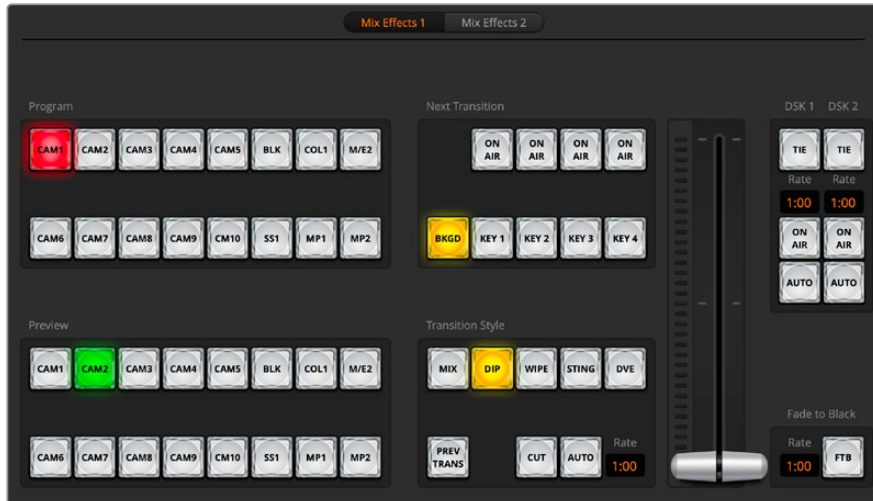 Mix Effects 1 Mix Effects 2
Program
CAM1 CAM2 CAM3 CAM4 CAM5 BLK COL1 M/E2
CAM6 CAM7 CAM8 CAM9 CM10 SS1 MP1 MP2
Next Transition
ON AIR ON AIR ON AIR ON AIR
BKGD KEY 1 KEY 2 KEY 3 KEY 4
DSK 1 DSK 2
TIE TIE
Rate Rate
1:00 1:00
ON AIR ON AIR
AUTO AUTO
Preview
CAM1 CAM2 CAM3 CAM4 CAM5 BLK COL1 M/E2
CAM6 CAM7 CAM8 CAM9 CM10 SS1 MP1 MP2
Transition Style
MIX DIP WIPE STING DVE
PREV TRANS CUT AUTO Rate 1:00
Fade to Black
Rate
1:00 FTB